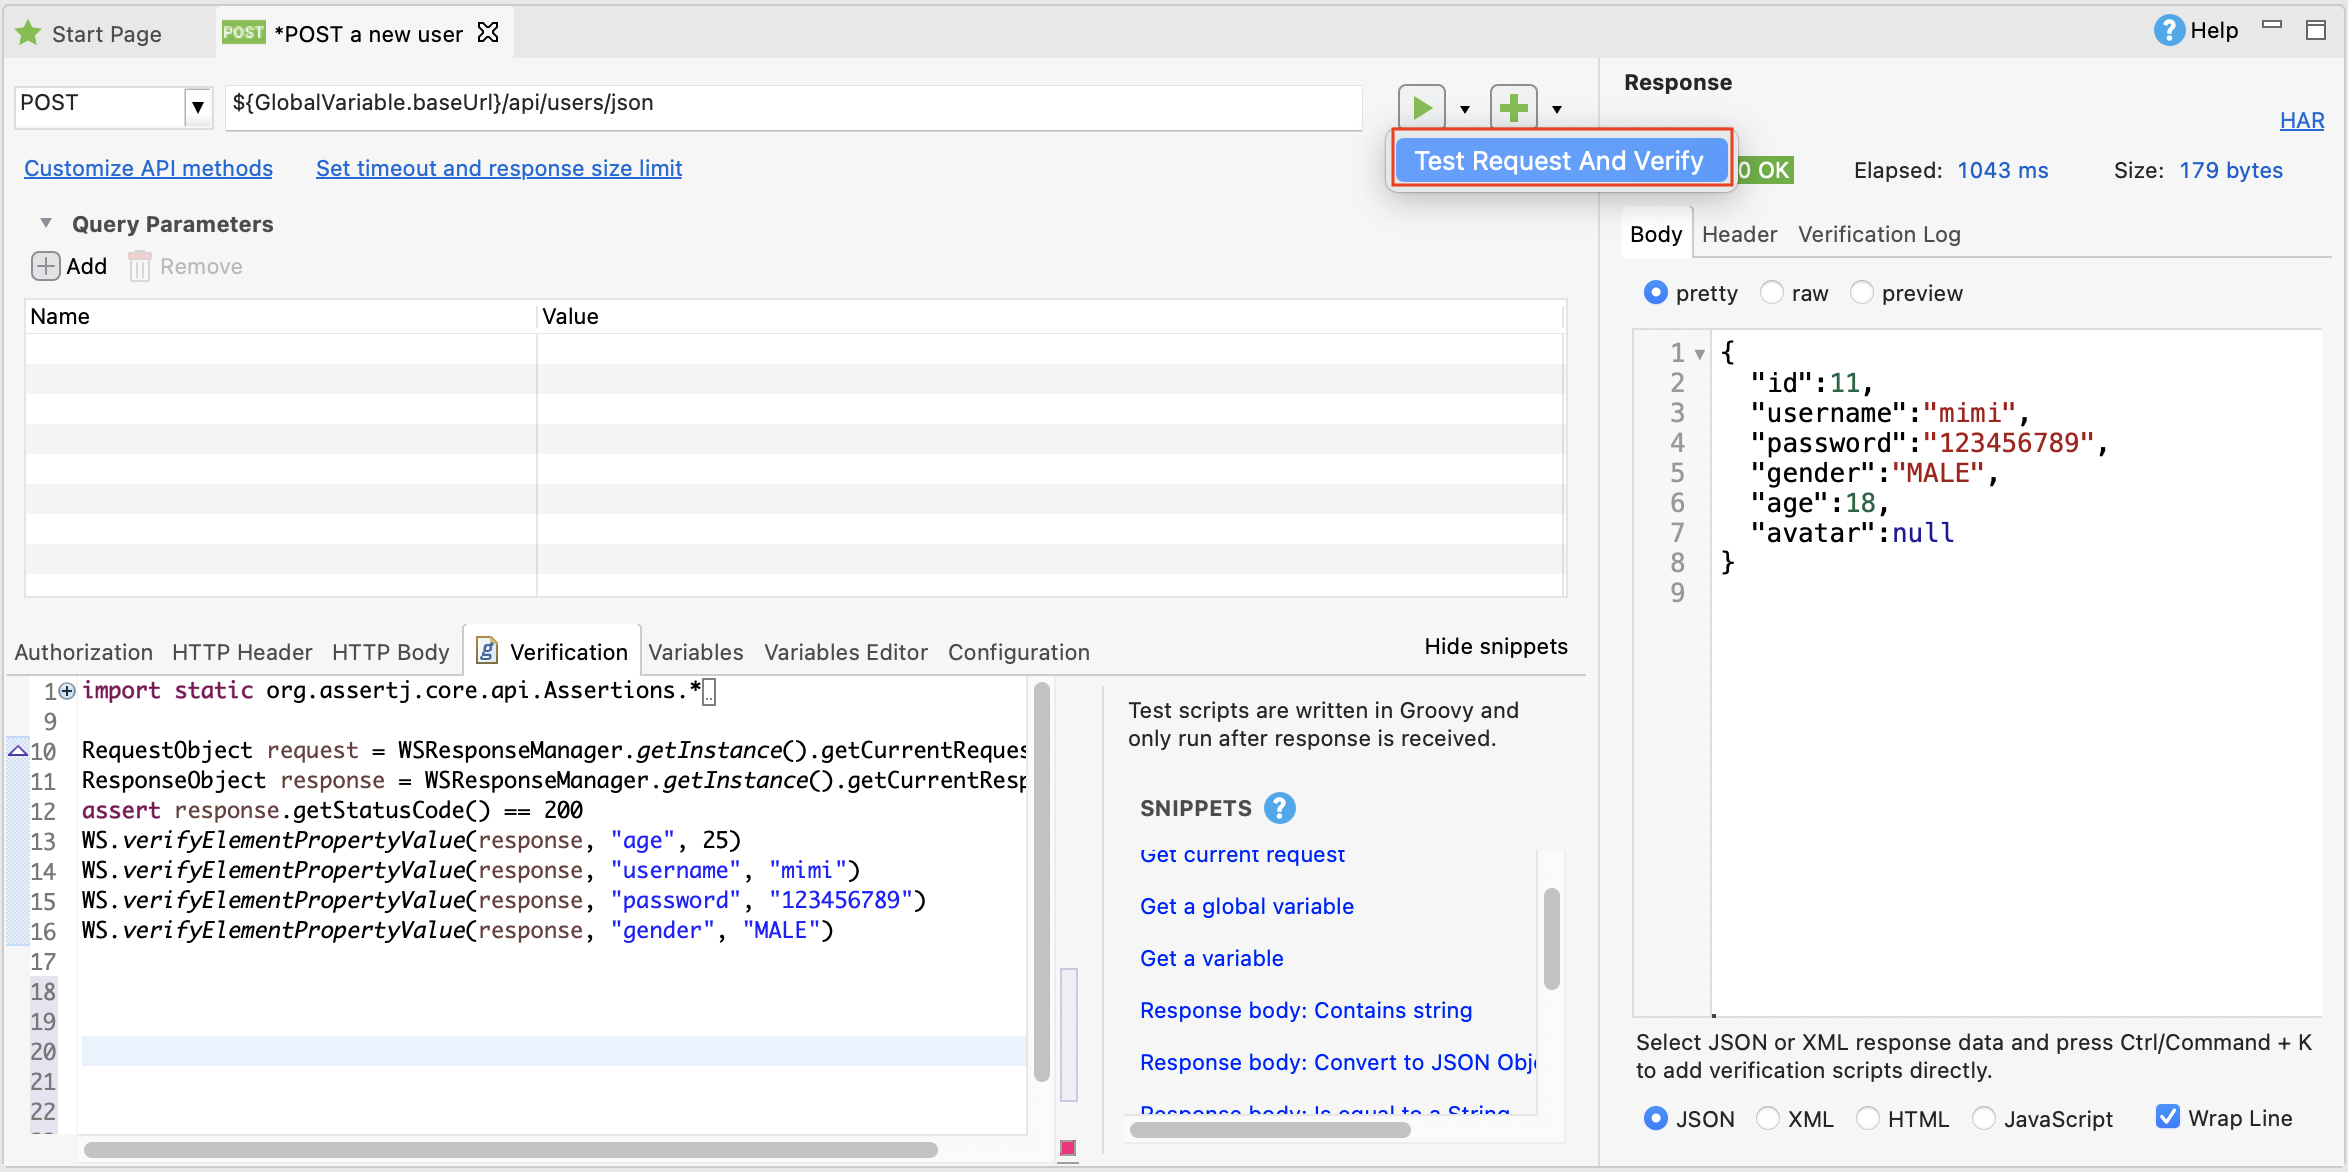 Start Page
POST *POST a new user
Help
POST
${GlobalVariable.baseUrl}/api/users/json
Test Request And Verify
Customize API methods
Set timeout and response size limit
Query Parameters
Add
Remove
Name
Value
Authorization
HTTP Header
HTTP Body
Verification
Variables
Variables Editor
Configuration
Hide snippets
1 import static org.assertj.core.api.Assertions.*
9
10 RequestObject request = WSResponseManager.getInstance().getCurrentReques
11 ResponseObject response = WSResponseManager.getInstance().getCurrentResp
12 assert response.getStatusCode() == 200
13 WS.verifyElementPropertyValue(response, "age", 25)
14 WS.verifyElementPropertyValue(response, "username", "mimi")
15 WS.verifyElementPropertyValue(response, "password", "123456789")
16 WS.verifyElementPropertyValue(response, "gender", "MALE")
17
18
19
20
21
22
Test scripts are written in Groovy and
only run after response is received.
SNIPPETS
Get current request
Get a global variable
Get a variable
Response body: Contains string
Response body: Convert to JSON Obj
Response body: Is equal to a String
Response
HAR
0 OK
Elapsed: 1043 ms
Size: 179 bytes
Body
Header
Verification Log
pretty
raw
preview
1 {
2 "id":11,
3 "username":"mimi",
4 "password":"123456789",
5 "gender":"MALE",
6 "age":18,
7 "avatar":null
8 }
9
Select JSON or XML response data and press Ctrl/Command + K
to add verification scripts directly.
JSON
XML
HTML
JavaScript
Wrap Line